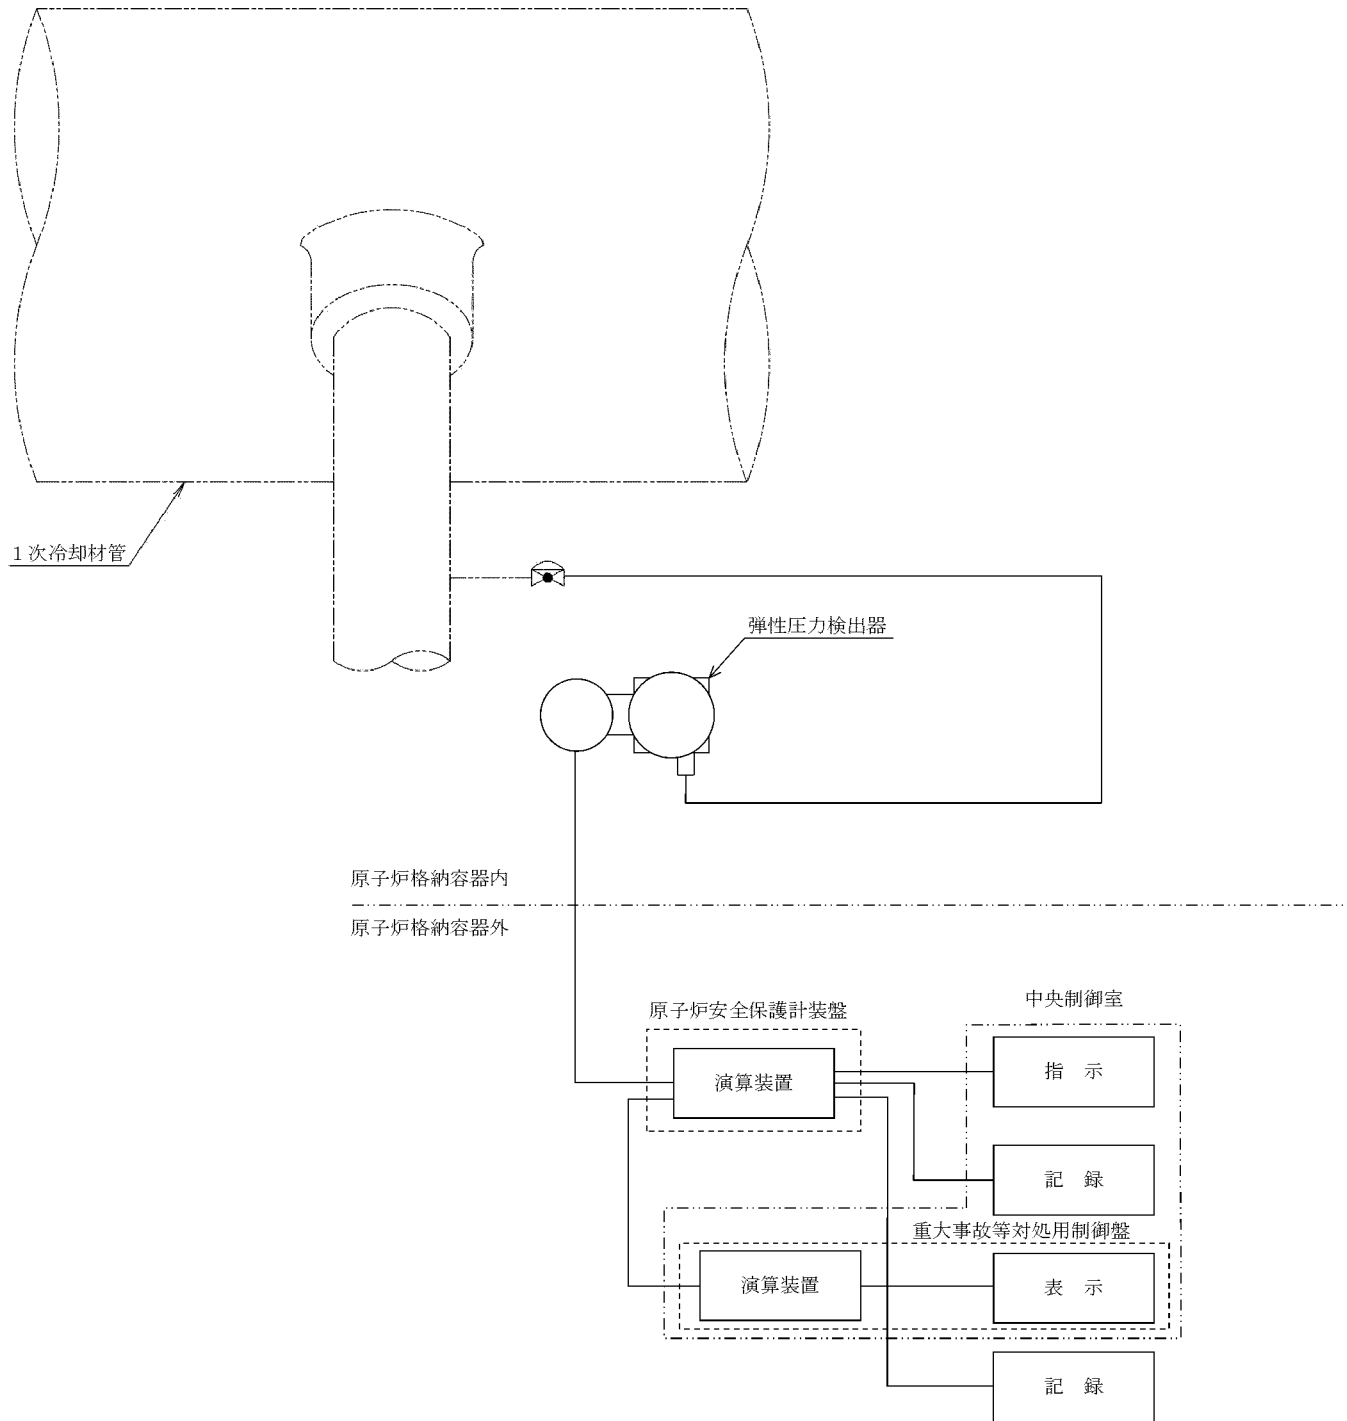 1次冷却材管
弾性圧力検出器
原子炉格納容器内
原子炉格納容器外
中央制御室
原子炉安全保護計装盤
指 示
演算装置
記 録
重大事故等対処用制御盤
演算装置
表 示
記 録